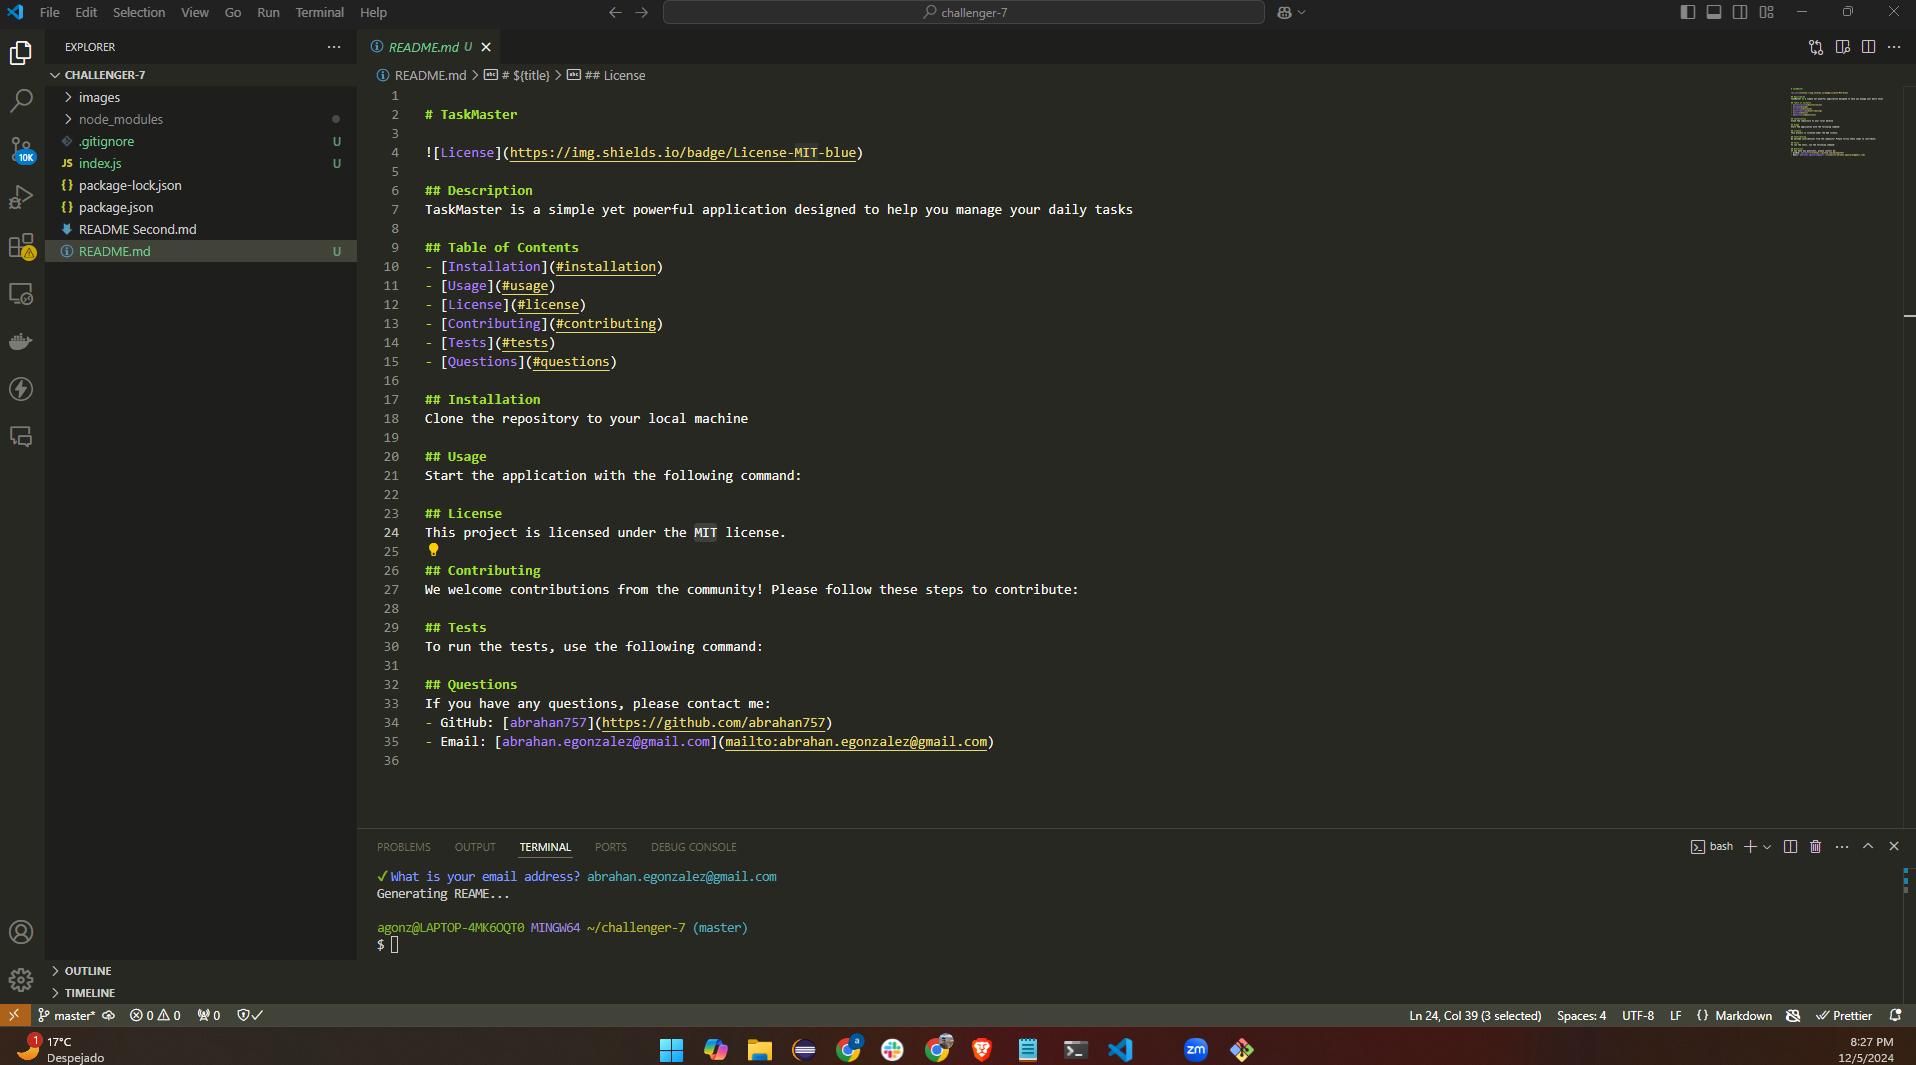 File Edit Selection View Go Run Terminal Help
challenger-7
EXPLORER
README.md U
CHALLENGER-7
README.md > # ${title} > ## License
images
node_modules
.gitignore U
JS index.js U
{} package-lock.json
{} package.json
README Second.md
README.md U
10K
1
2 # TaskMaster
3
4 ![License](https://img.shields.io/badge/License-MIT-blue)
5
6 ## Description
7 TaskMaster is a simple yet powerful application designed to help you manage your daily tasks
8
9 ## Table of Contents
10 - [Installation](#installation)
11 - [Usage](#usage)
12 - [License](#license)
13 - [Contributing](#contributing)
14 - [Tests](#tests)
15 - [Questions](#questions)
16
17 ## Installation
18 Clone the repository to your local machine
19
20 ## Usage
21 Start the application with the following command:
22
23 ## License
24 This project is licensed under the MIT license.
25
26 ## Contributing
27 We welcome contributions from the community! Please follow these steps to contribute:
28
29 ## Tests
30 To run the tests, use the following command:
31
32 ## Questions
33 If you have any questions, please contact me:
34 - GitHub: [abrahan757](https://github.com/abrahan757)
35 - Email: [abrahan.egonzalez@gmail.com](mailto:abrahan.egonzalez@gmail.com)
36
PROBLEMS OUTPUT TERMINAL PORTS DEBUG CONSOLE
bash
✓ What is your email address? abrahan.egonzalez@gmail.com
Generating REAME...
agonz@LAPTOP-4MK6OQT0 MINGW64 ~/challenger-7 (master)
$
OUTLINE
TIMELINE
master* 0 0 0
Ln 24, Col 39 (3 selected) Spaces: 4 UTF-8 LF {} Markdown Prettier
1
17°C
Despejado
a
zm
8:27 PM
12/5/2024